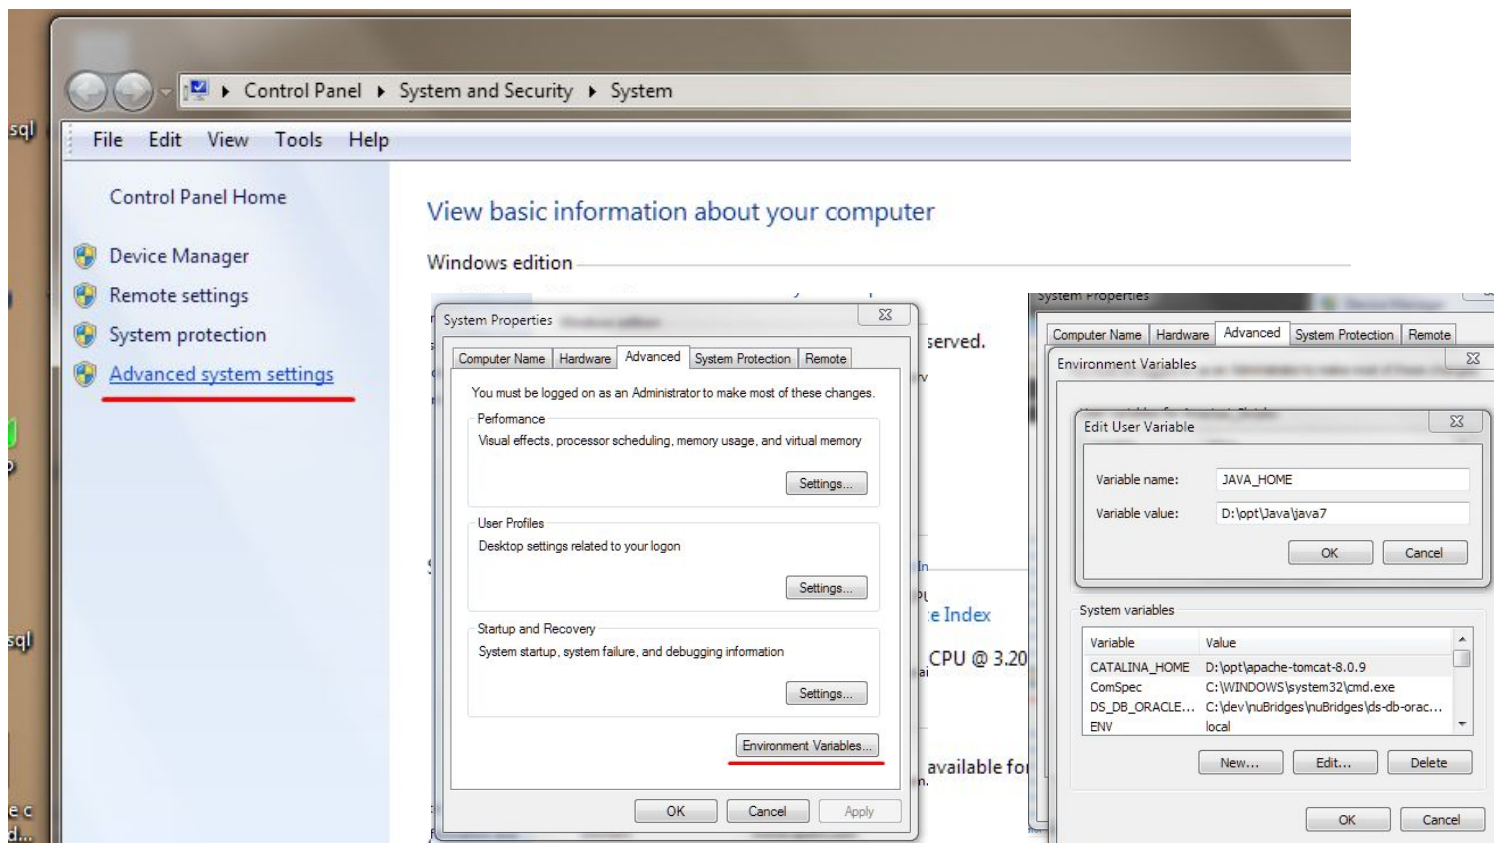 sql
Control Panel System and Security System
File Edit View Tools Help
Control Panel Home
Device Manager
Remote settings
System protection
Advanced system settings
View basic information about your computer
Windows edition
System Properties
Computer Name Hardware Advanced System Protection Remote
You must be logged on as an Administrator to make most of these changes.
Performance
Visual effects, processor scheduling, memory usage, and virtual memory
Settings...
User Profiles
Desktop settings related to your logon
Settings...
Startup and Recovery
System startup, system failure, and debugging information
Settings...
Environment Variables...
OK Cancel Apply
served.
e Index
CPU @ 3.20
available for
System Properties
Computer Name Hardware Advanced System Protection Remote
Environment Variables
Edit User Variable
Variable name: JAVA_HOME
Variable value: D:\opt\Java\java7
OK Cancel
System variables
Variable Value
CATALINA_HOME D:\opt\apache-tomcat-8.0.9
ComSpec C:\WINDOWS\system32\cmd.exe
DS_DB_ORACLE... C:\dev\nuBridges\nuBridges\ds-db-orac...
ENV local
New... Edit... Delete
OK Cancel
sql
e c
d...